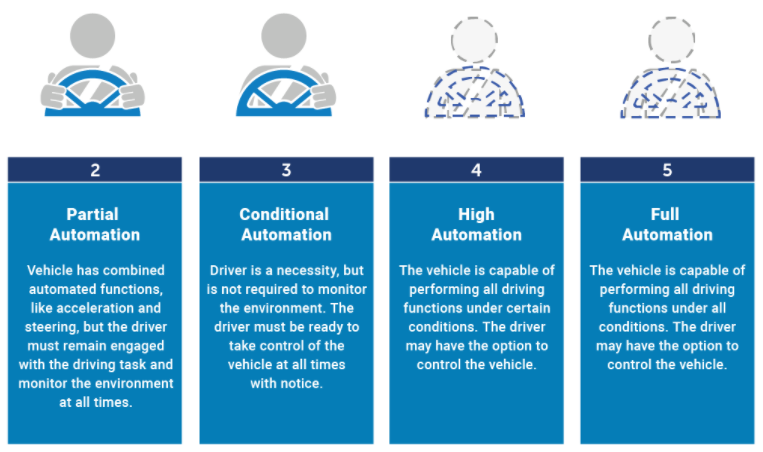 2
Partial
Automation
Vehicle has combined
automated functions,
like acceleration and
steering, but the driver
must remain engaged
with the driving task and
monitor the environment
at all times.
3
Conditional
Automation
Driver is a necessity, but
is not required to monitor
the environment. The
driver must be ready to
take control of the
vehicle at all times
with notice.
4
High
Automation
The vehicle is capable of
performing all driving
functions under certain
conditions. The driver
may have the option to
control the vehicle.
5
Full
Automation
The vehicle is capable of
performing all driving
functions under all
conditions. The driver
may have the option to
control the vehicle.